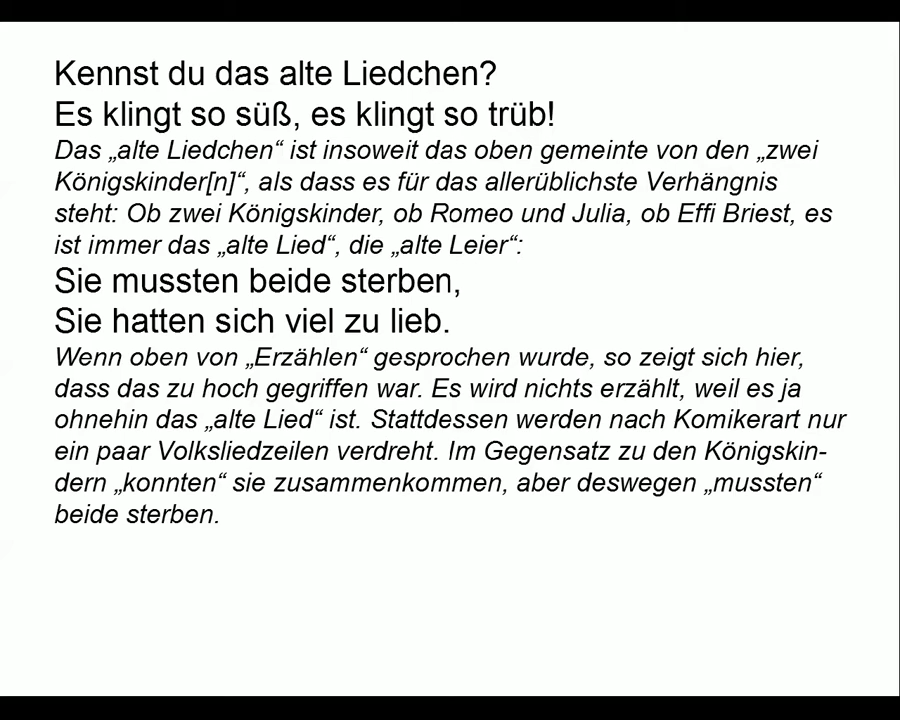 Kennst du das alte Liedchen?
Es klingt so süß, es klingt so trüb!
Das „alte Liedchen“ ist insoweit das oben gemeinte von den „zwei
Königskinder[n]“, als dass es für das allerüblichste Verhängnis
steht: Ob zwei Königskinder, ob Romeo und Julia, ob Effi Briest, es
ist immer das „alte Lied“, die „alte Leier“:
Sie mussten beide sterben,
Sie hatten sich viel zu lieb.
Wenn oben von „Erzählen“ gesprochen wurde, so zeigt sich hier,
dass das zu hoch gegriffen war. Es wird nichts erzählt, weil es ja
ohnehin das „alte Lied“ ist. Stattdessen werden nach Komikerart nur
ein paar Volksliedzeilen verdreht. Im Gegensatz zu den Königskin-
dern „konnten“ sie zusammenkommen, aber deswegen „mussten“
beide sterben.